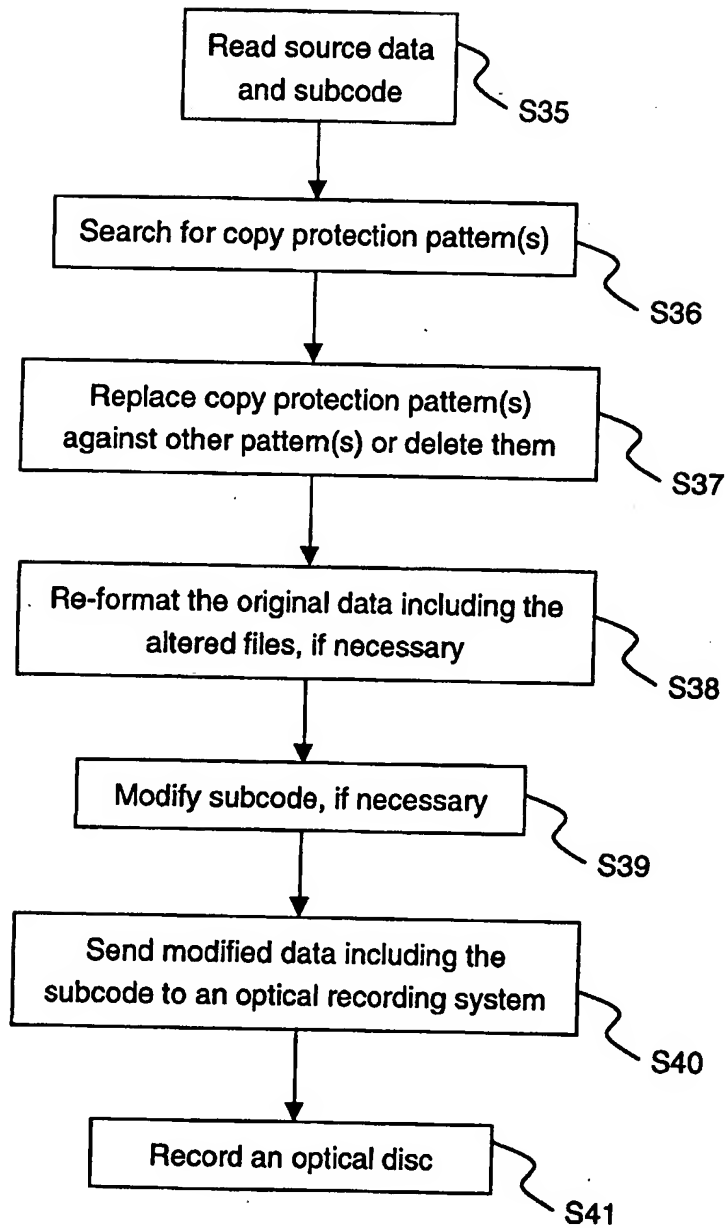 Read source data
and subcode
S35
Search for copy protection pattern(s)
S36
Replace copy protection pattern(s)
against other pattern(s) or delete them
S37
Re-format the original data including the
altered files, if necessary
S38
Modify subcode, if necessary
S39
Send modified data including the
subcode to an optical recording system
S40
Record an optical disc
S41